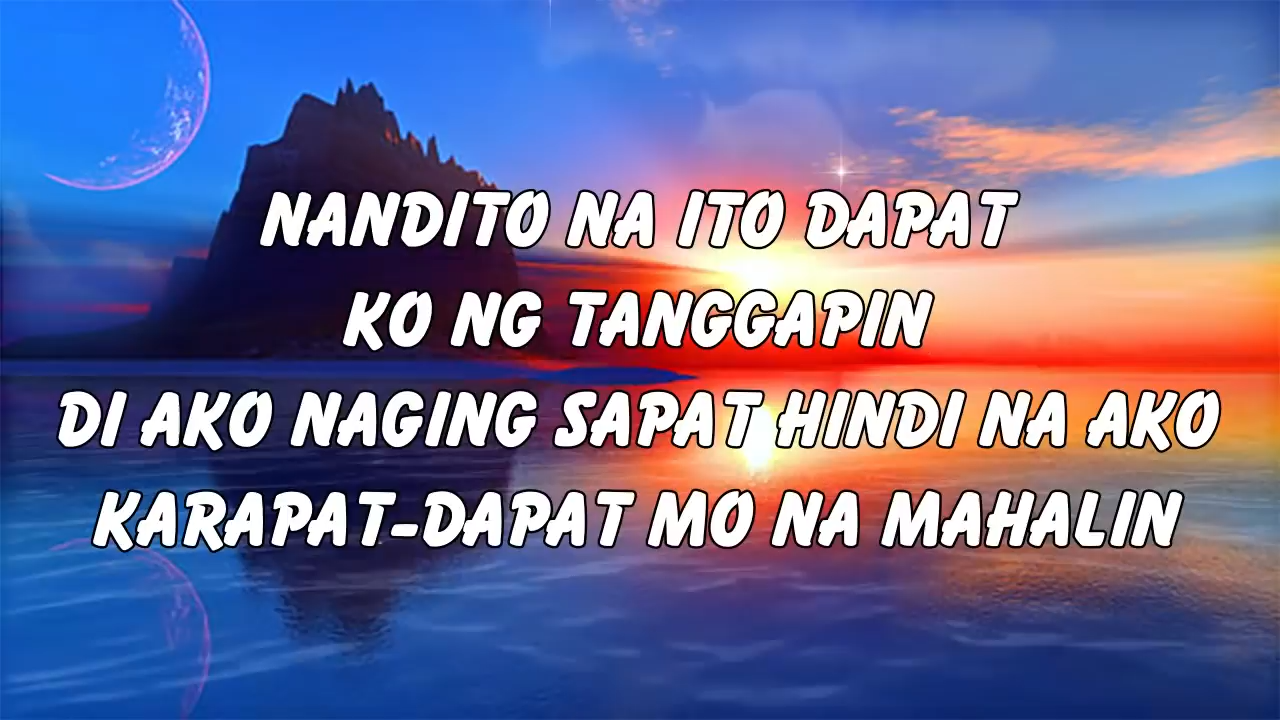 NANDITO NA ITO DAPAT
KO NG TANGGAPIN
DI AKO NAGING SAPAT HINDI NA AKO
KARAPAT-DAPAT MO NA MAHALIN